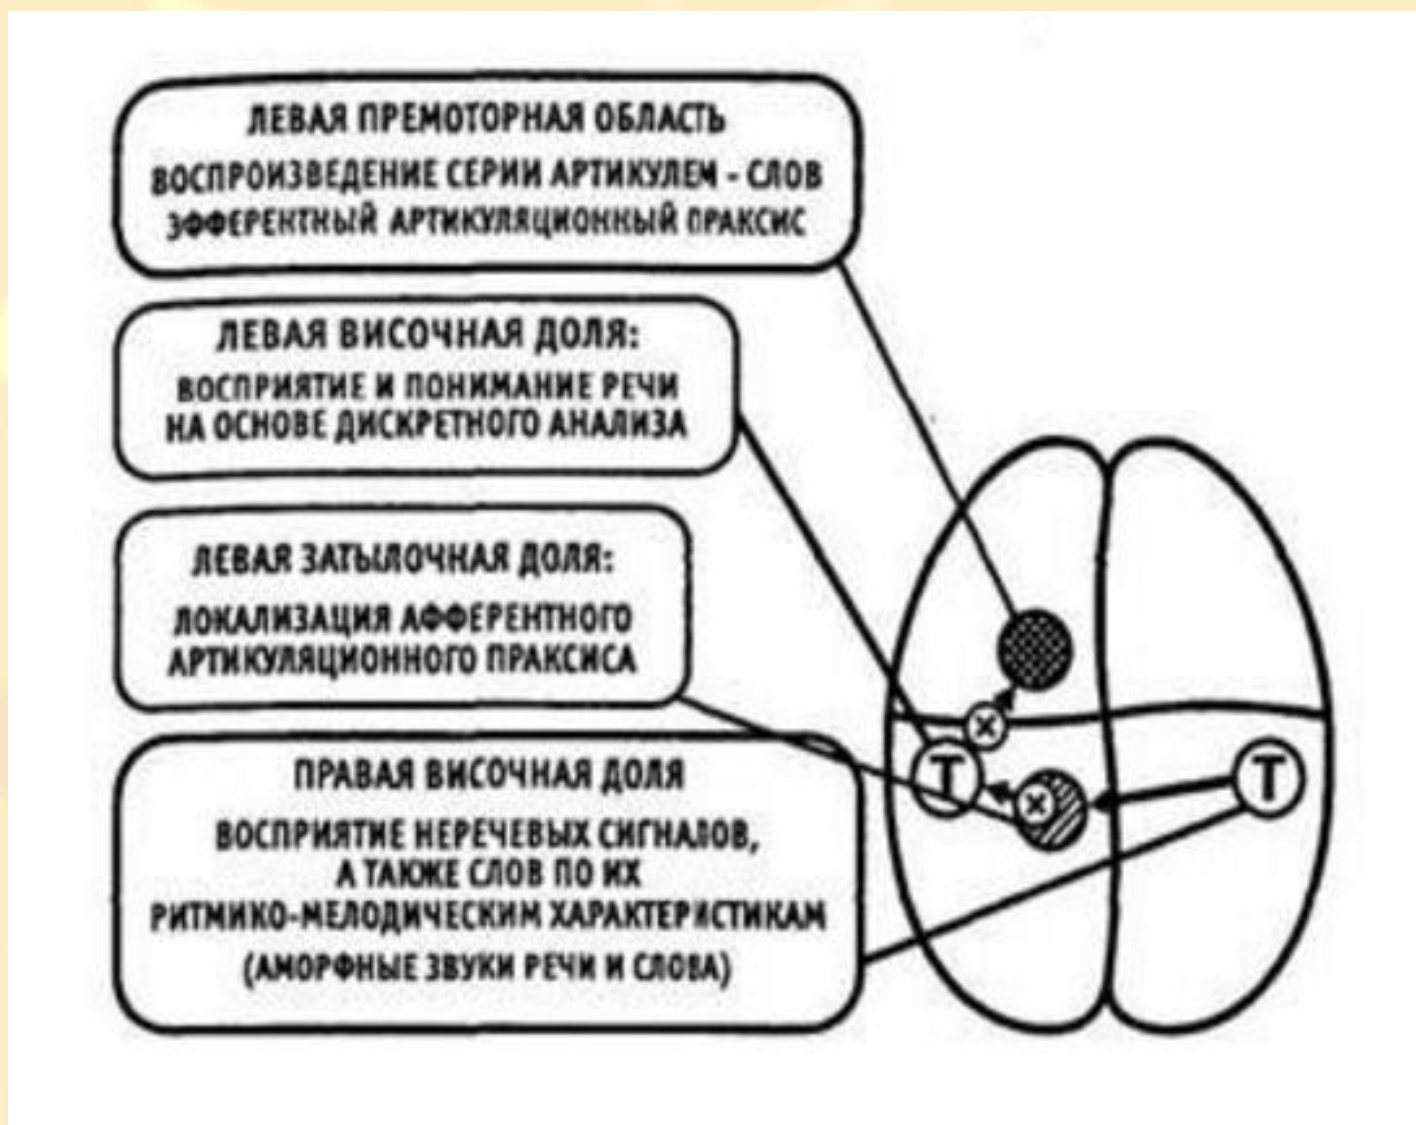 ЛЕВАЯ ПРЕМОТОРНАЯ ОБЛАСТЬ
ВОСПРОИЗВЕДЕНИЕ СЕРИИ АРТИКУЛЕМ - СЛОВ
ЭФФЕРЕНТНЫЙ АРТИКУЛЯЦИОННЫЙ ПРАКСИС
ЛЕВАЯ ВИСОЧНАЯ ДОЛЯ:
ВОСПРИЯТИЕ И ПОНИМАНИЕ РЕЧИ
НА ОСНОВЕ ДИСКРЕТНОГО АНАЛИЗА
ЛЕВАЯ ЗАТЫЛОЧНАЯ ДОЛЯ:
ЛОКАЛИЗАЦИЯ АФФЕРЕНТНОГО
АРТИКУЛЯЦИОННОГО ПРАКСИСА
ПРАВАЯ ВИСОЧНАЯ ДОЛЯ
ВОСПРИЯТИЕ НЕРЕЧЕВЫХ СИГНАЛОВ,
А ТАКЖЕ СЛОВ ПО ИХ
РИТМИКО-МЕЛОДИЧЕСКИМ ХАРАКТЕРИСТИКАМ
(АМОРФНЫЕ ЗВУКИ РЕЧИ И СЛОВА)
X
T
X
T